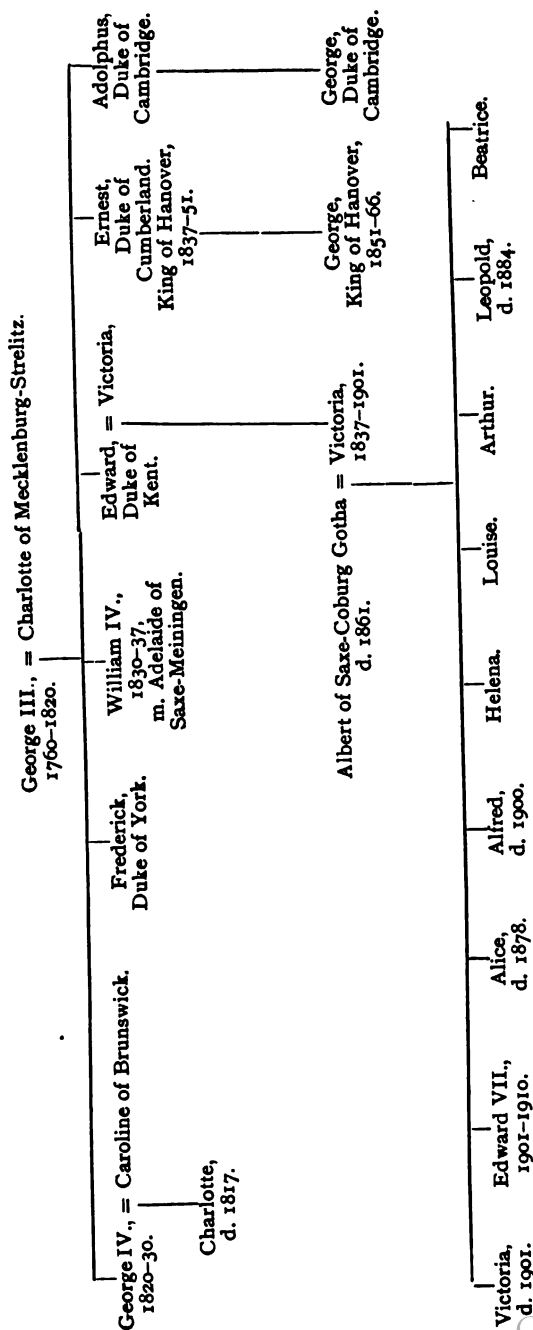 George III., = Charlotte of Mecklenburg-Strelitz.
1760-1820.
George IV., = Caroline of Brunswick.
1820-30.
Charlotte,
d. 1817.
Frederick,
Duke of York.
William IV.,
1830-37,
m. Adelaide of
Saxe-Meiningen.
Edward, = Victoria,
Duke of
Kent.
Ernest,
Duke of
Cumberland.
King of Hanover,
1837-51.
Adolphus,
Duke of
Cambridge.
Albert of Saxe-Coburg Gotha = Victoria,
d. 1861.
1837-1901.
George,
King of Hanover,
1851-66.
George,
Duke of
Cambridge.
Victoria,
d. 1901.
Edward VII.,
1901-1910.
Alice,
d. 1878.
Alfred,
d. 1900.
Helena.
Louise.
Arthur.
Leopold,
d. 1884.
Beatrice.